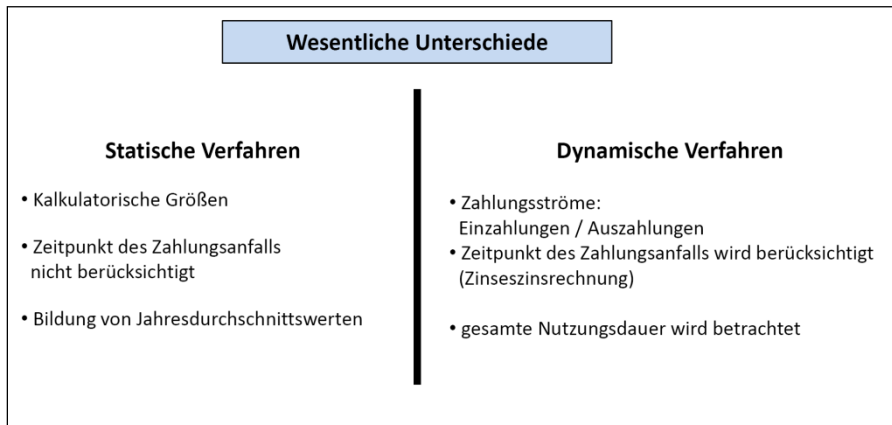 Wesentliche Unterschiede
Statische Verfahren
• Kalkulatorische Größen
• Zeitpunkt des Zahlungsanfalls
nicht berücksichtigt
• Bildung von Jahresdurchschnittswerten
Dynamische Verfahren
• Zahlungsströme:
Einzahlungen / Auszahlungen
• Zeitpunkt des Zahlungsanfalls wird berücksichtigt
(Zinseszinsrechnung)
• gesamte Nutzungsdauer wird betrachtet